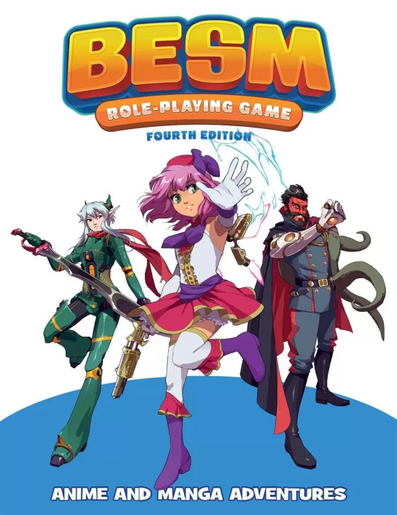 BESM
ROLE-PLAYING GAME
FOURTH EDITION
ANIME AND MANGA ADVENTURES